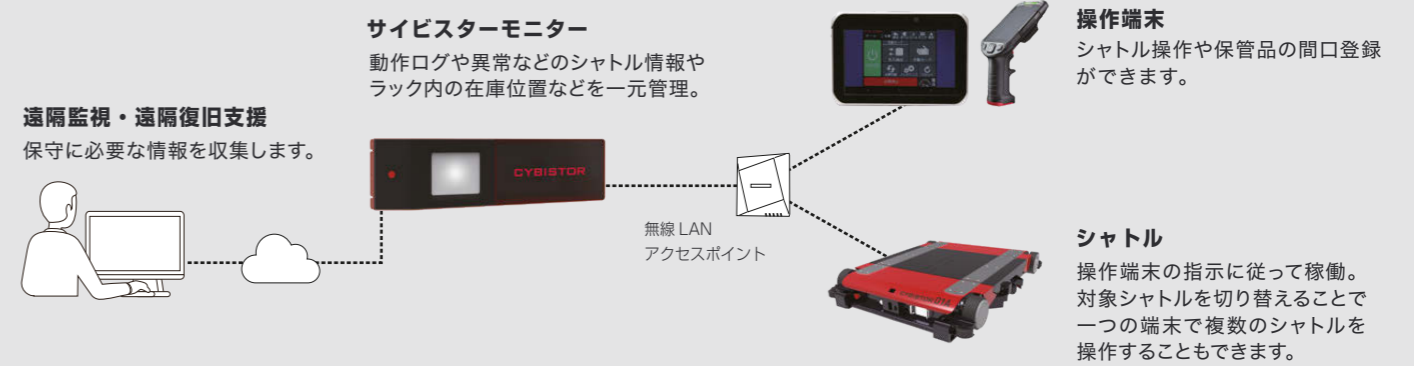 遠隔監視・遠隔復旧支援
保守に必要な情報を収集します。
サイビスターモニター
動作ログや異常などのシャトル情報や
ラック内の在庫位置などを一元管理。
CYBISTOR
無線 LAN
アクセスポイント
操作端末
シャトル操作や保管品の間口登録
ができます。
シャトル
操作端末の指示に従って稼働。
対象シャトルを切り替えることで
一つの端末で複数のシャトルを
操作することもできます。